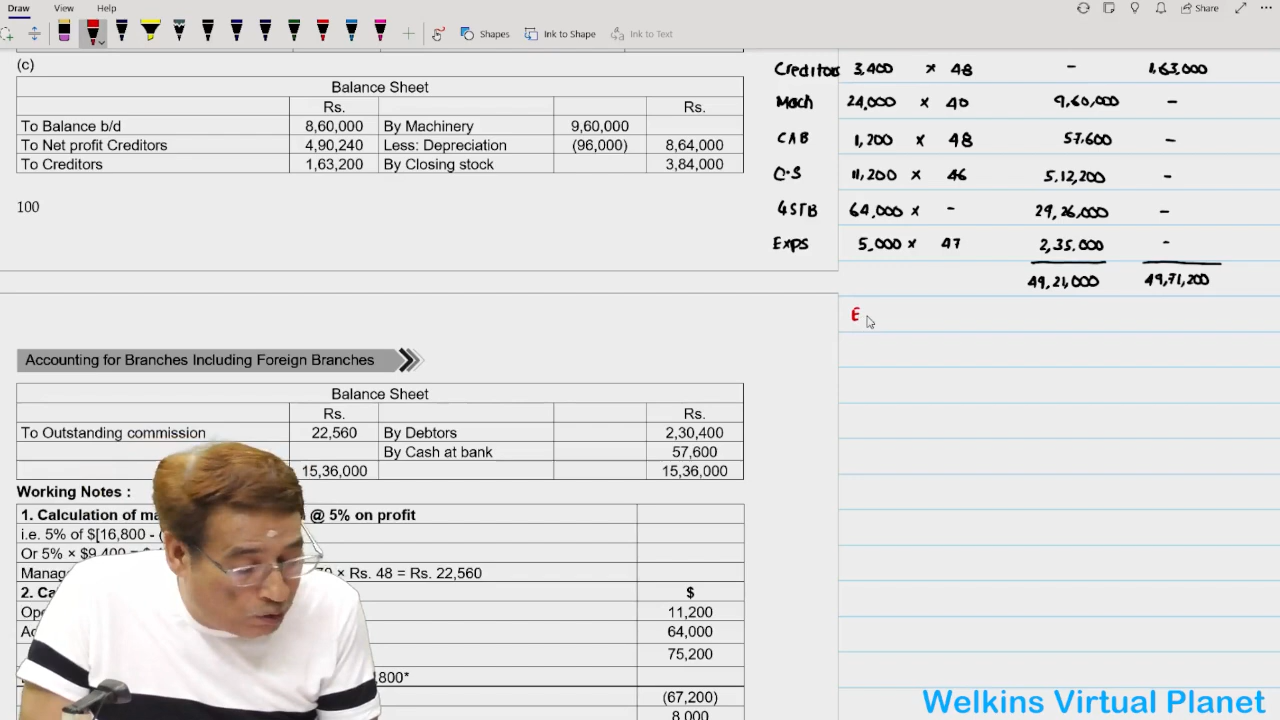 Draw View Help
Share
Shapes Ink to Shape Ink to Text
(c)
Balance Sheet
Rs. Rs.
To Balance b/d 8,60,000 By Machinery 9,60,000
To Net profit Creditors 4,90,240 Less: Depreciation (96,000) 8,64,000
To Creditors 1,63,200 By Closing stock 3,84,000
100
Accounting for Branches Including Foreign Branches
Balance Sheet
Rs. Rs.
To Outstanding commission 22,560 By Debtors 2,30,400
By Cash at bank 57,600
15,36,000 15,36,000
Working Notes :
1. Calculation of @ 5% on profit
i.e. 5% of $[16,800 -
Or 5% × $9,400
× Rs. 48 = Rs. 22,560
2. $
11,200
64,000
75,200
800*
(67,200)
8,000
Creditors 3,400 × 48 - 1,63,000
Mach 24,000 × 40 9,60,000 -
CAB 1,200 × 48 57,600 -
O·S 11,200 × 46 5,12,200 -
GSTB 64,000 × - 29,26,000 -
Exps 5,000 × 47 2,35,000 -
49,21,000 49,71,200
E
Welkins Virtual Planet